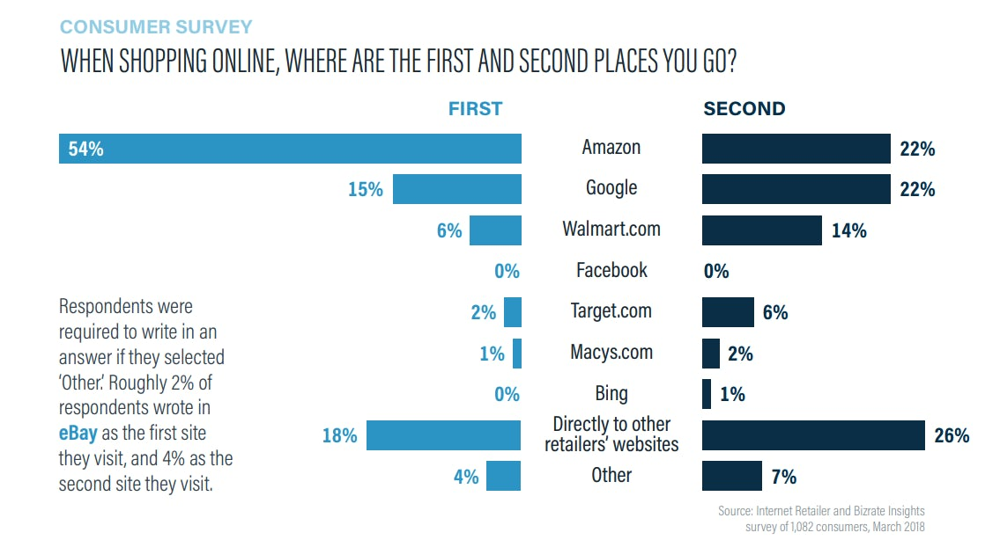 CONSUMER SURVEY
WHEN SHOPPING ONLINE, WHERE ARE THE FIRST AND SECOND PLACES YOU GO?
FIRST SECOND
54% Amazon 22%
15% Google 22%
6% Walmart.com 14%
0% Facebook 0%
2% Target.com 6%
1% Macys.com 2%
0% Bing 1%
18% Directly to other
retailers’ websites 26%
4% Other 7%
Respondents were
required to write in an
answer if they selected
‘Other.’ Roughly 2% of
respondents wrote in
eBay as the first site
they visit, and 4% as the
second site they visit.
Source: Internet Retailer and Bizrate Insights
survey of 1,082 consumers, March 2018